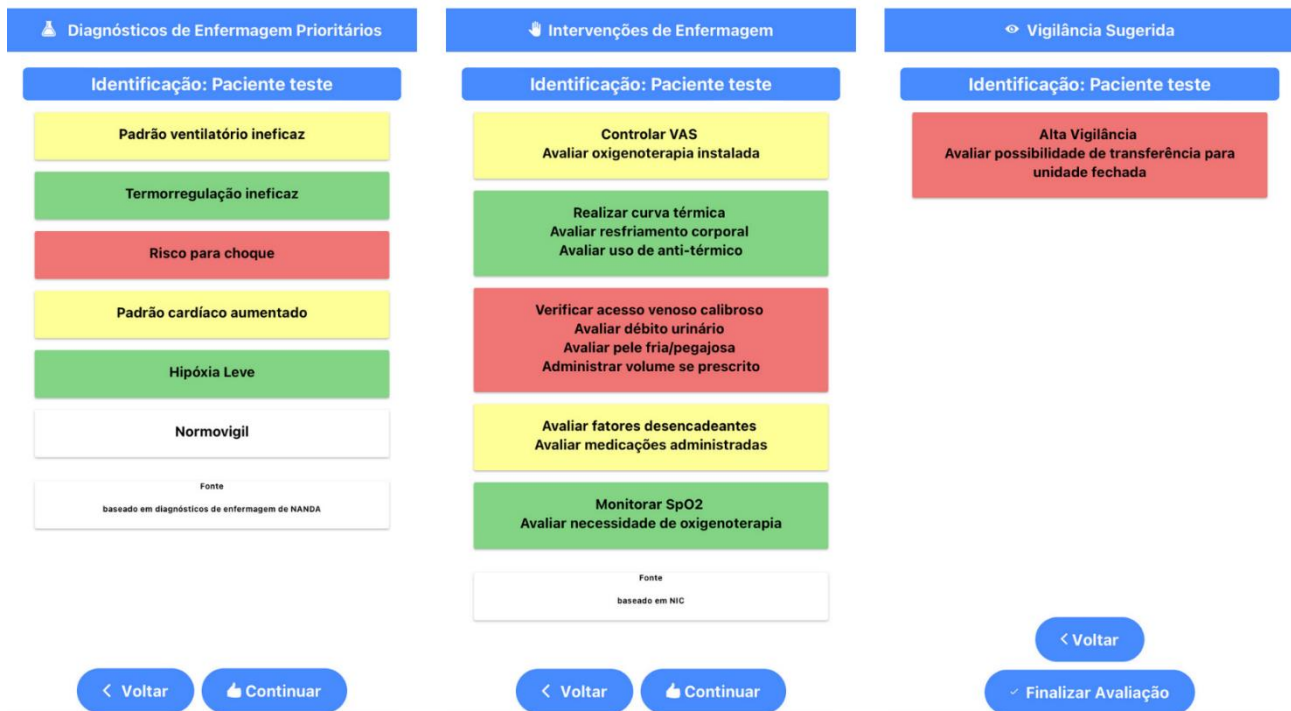 Diagnósticos de Enfermagem Prioritários
Identificação: Paciente teste
Padrão ventilatório ineficaz
Termorregulação ineficaz
Risco para choque
Padrão cardíaco aumentado
Hipóxia Leve
Normovigil
Fonte
baseado em diagnósticos de enfermagem de NANDA
Voltar
Continuar
Intervenções de Enfermagem
Identificação: Paciente teste
Controlar VAS
Avaliar oxigenoterapia instalada
Realizar curva térmica
Avaliar resfriamento corporal
Avaliar uso de anti-térmico
Verificar acesso venoso calibroso
Avaliar débito urinário
Avaliar pele fria/pegajosa
Administrar volume se prescrito
Avaliar fatores desencadeantes
Avaliar medicações administradas
Monitorar SpO2
Avaliar necessidade de oxigenoterapia
Fonte
baseado em NIC
Voltar
Continuar
Vigilância Sugerida
Identificação: Paciente teste
Alta Vigilância
Avaliar possibilidade de transferência para
unidade fechada
Voltar
Finalizar Avaliação